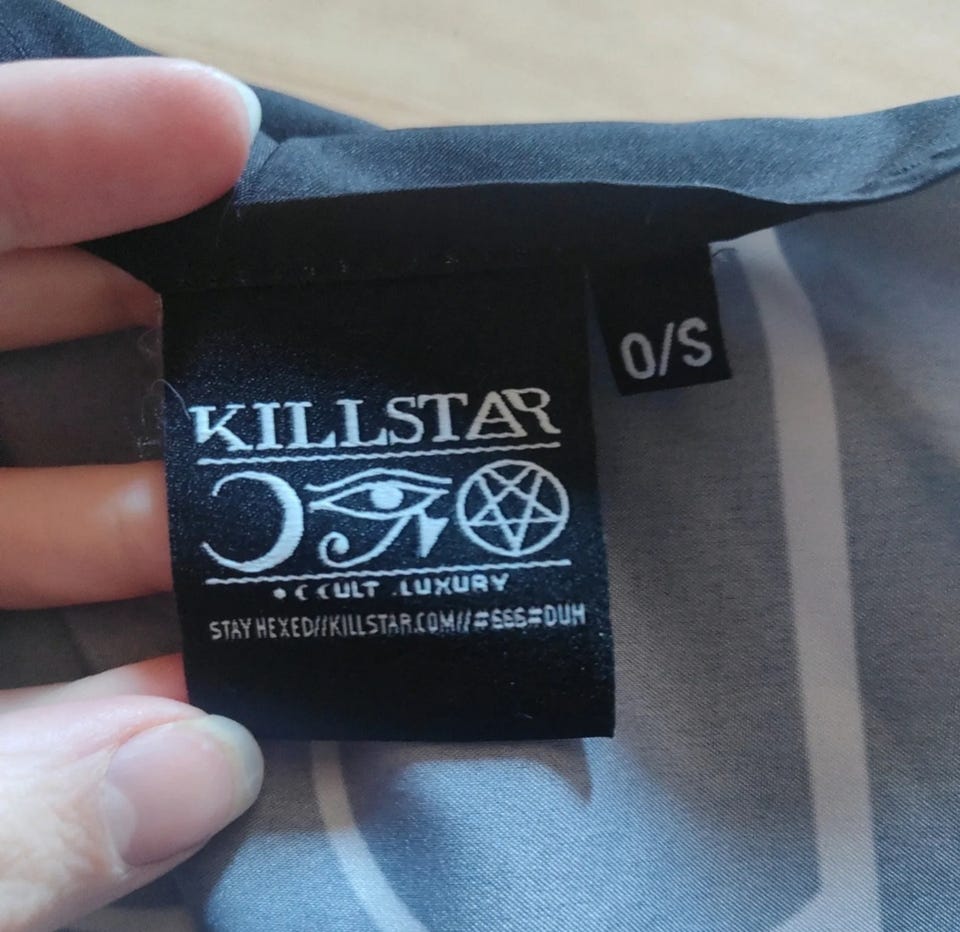 KILLSTAR
OCCULT LUXURY
STAY HEXED//KILLSTAR.COM//#666#DUH
O/S